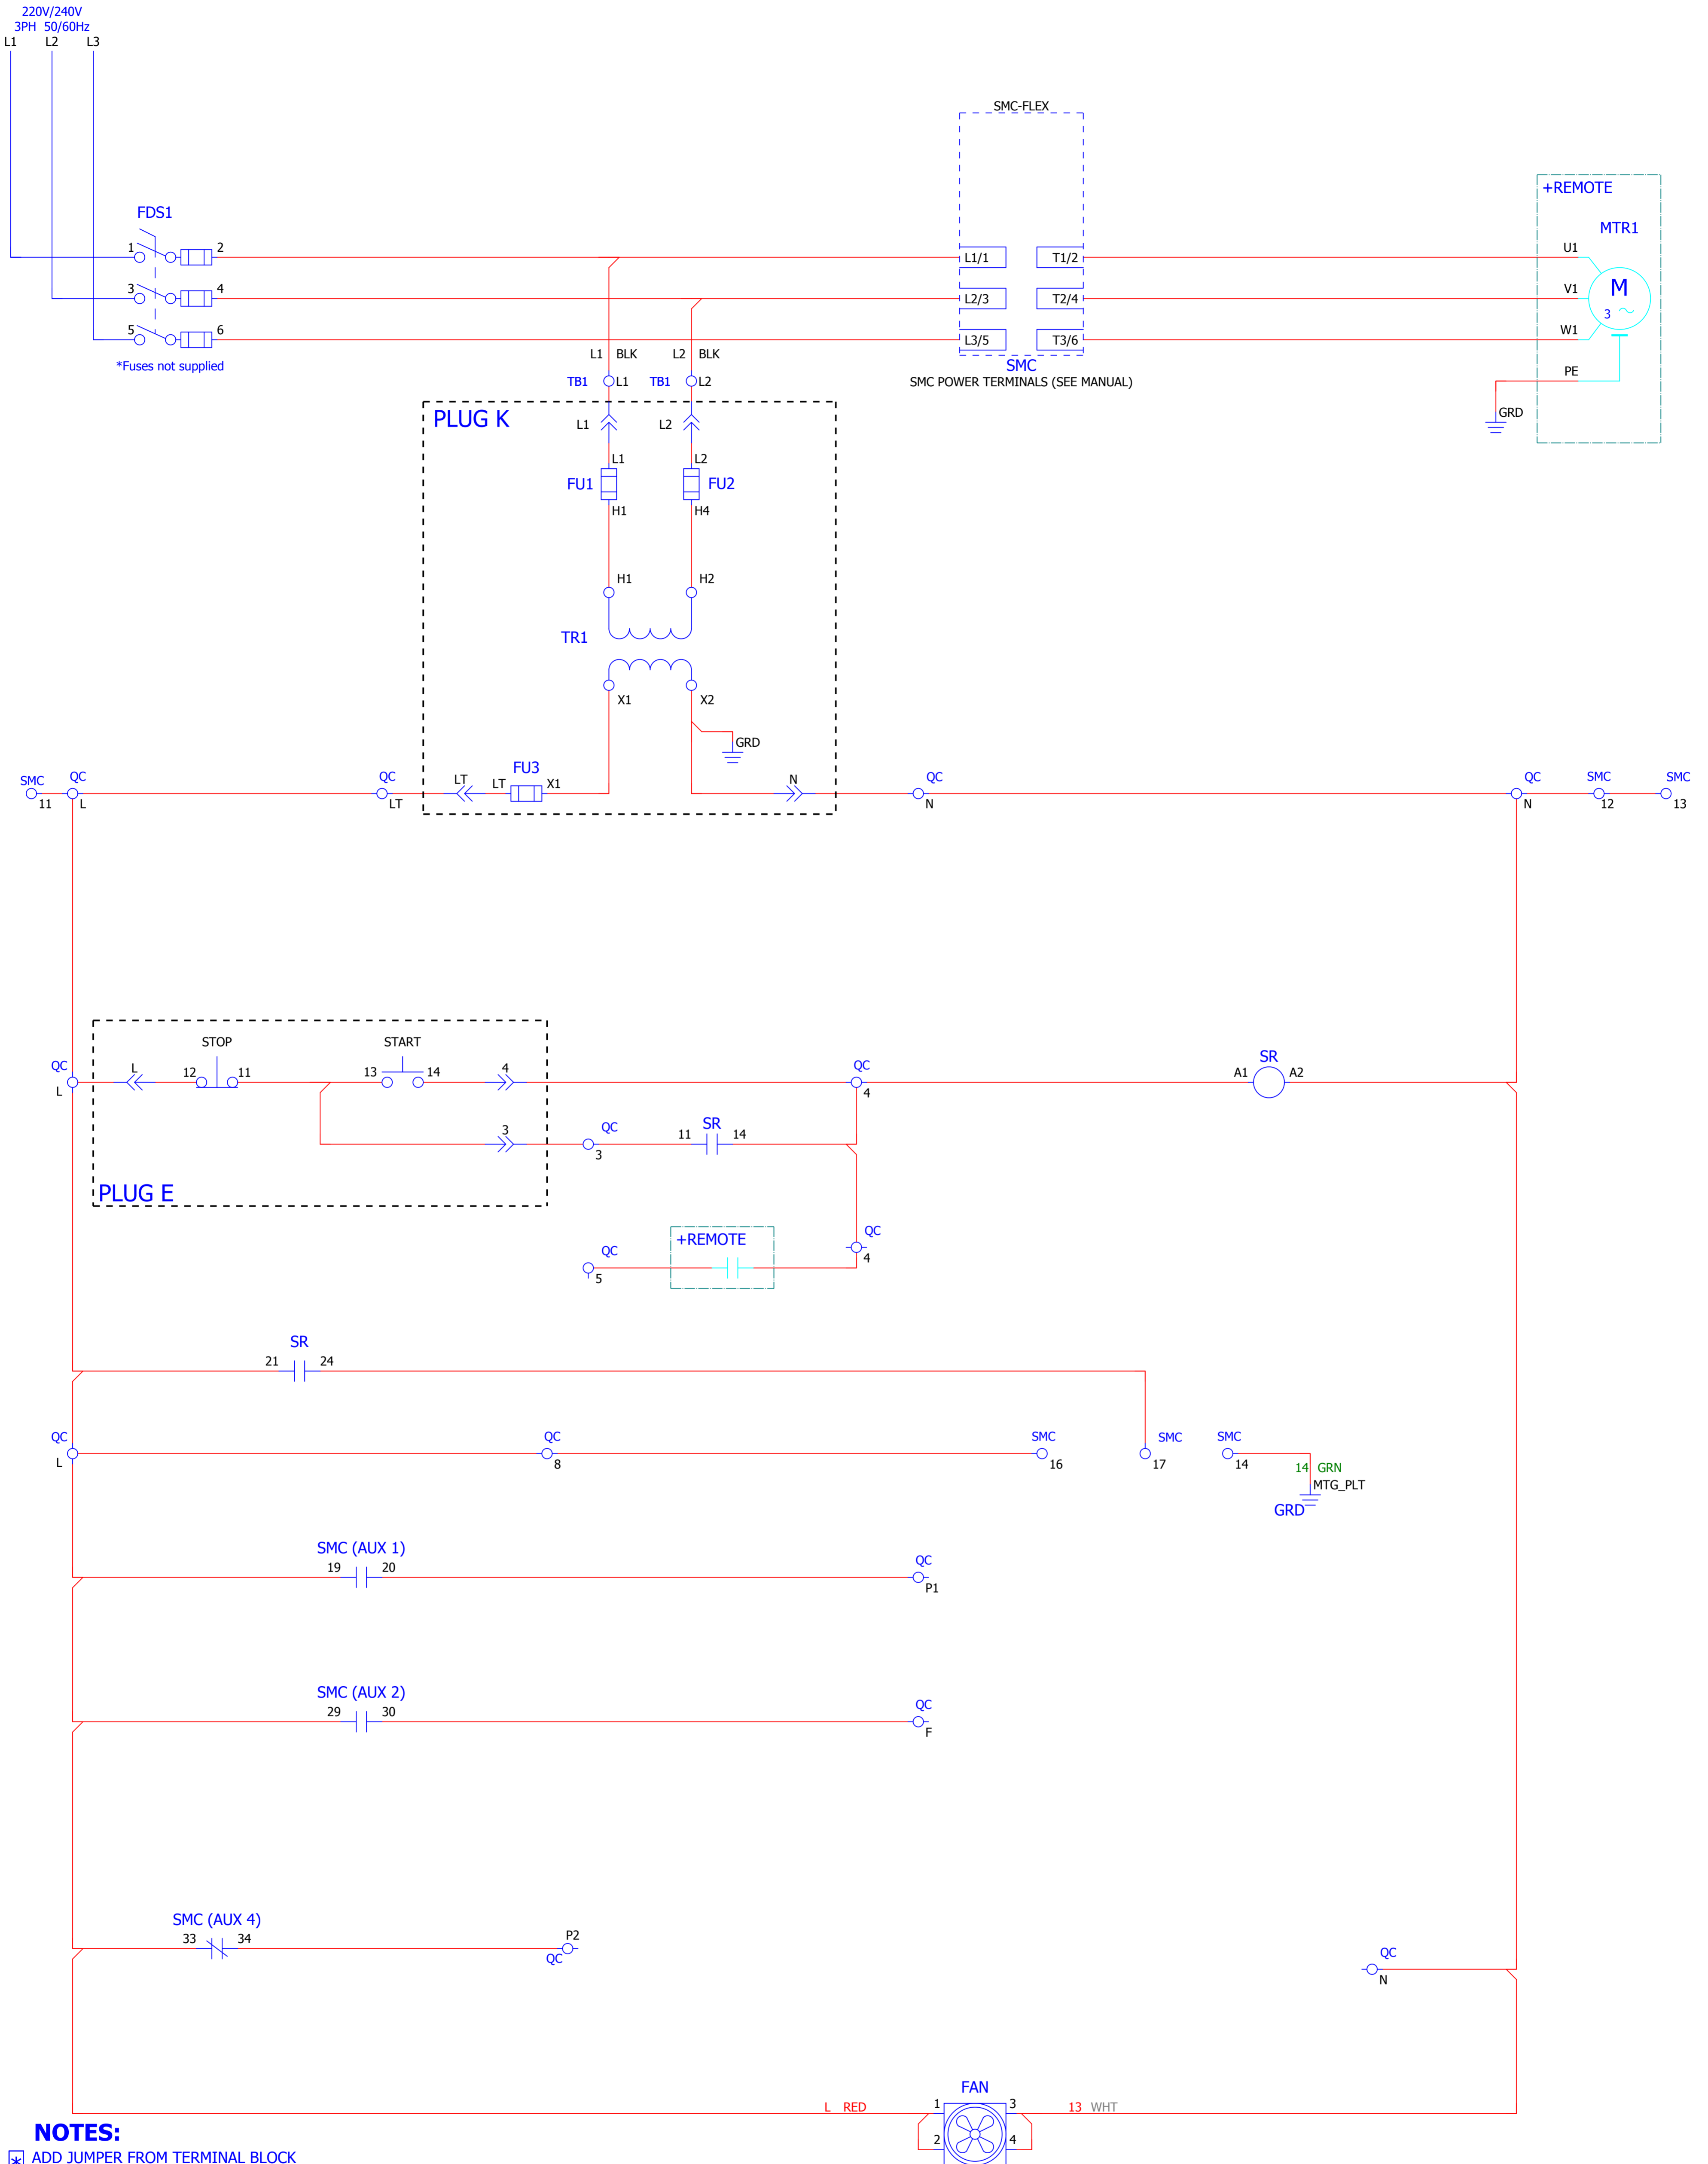 220V/240V
3PH 50/60Hz
L1 L2 L3
SMC-FLEX
+REMOTE
MTR1
FDS1
1 2
L1/1 T1/2
U1
3 4
L2/3 T2/4
V1
M
3
5 6
L3/5 T3/6
W1
*Fuses not supplied
L1 BLK L2 BLK
SMC
SMC POWER TERMINALS (SEE MANUAL)
PE
GRD
TB1 L1 TB1 L2
PLUG K
L1 L2
L1 L2
FU1 FU2
H1 H4
H1 H2
TR1
X1 X2
GRD
SMC QC QC LT LT FU3 X1 N QC QC SMC SMC
11 L LT N N 12 13
STOP START
QC L 12 11 13 14 4 QC SR
L 4 A1 A2
3 QC 11 SR 14
3
PLUG E
+REMOTE
QC QC
5 4
SR
21 24
QC QC SMC SMC SMC
L 8 16 17 14
14 GRN
MTG_PLT
GRD
SMC (AUX 1)
19 20 QC
P1
SMC (AUX 2)
29 30 QC
F
SMC (AUX 4)
33 34 P2
QC
QC
N
FAN
L RED 1 3 13 WHT
2 4
NOTES:
* ADD JUMPER FROM TERMINAL BLOCK